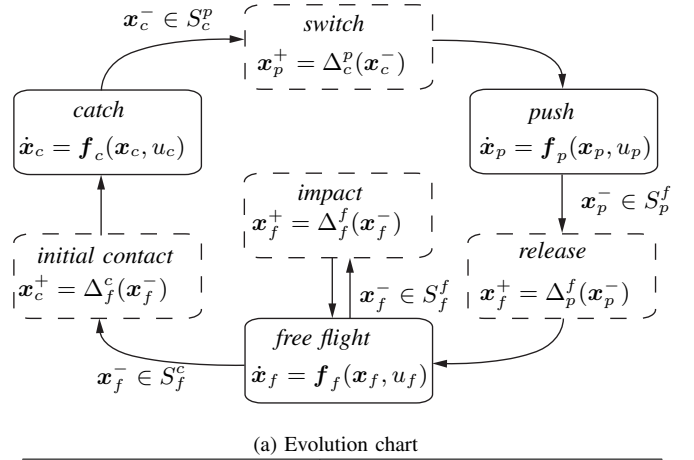 x_c^- ∈ S_c^p
switch
x_p^+ = Δ_c^p(x_c^-)
catch
ẋ_c = f_c(x_c, u_c)
push
ẋ_p = f_p(x_p, u_p)
impact
x_f^+ = Δ_f^f(x_f^-)
x_p^- ∈ S_p^f
initial contact
x_c^+ = Δ_f^c(x_f^-)
release
x_f^+ = Δ_p^f(x_p^-)
x_f^- ∈ S_f^f
free flight
ẋ_f = f_f(x_f, u_f)
x_f^- ∈ S_f^c
(a) Evolution chart